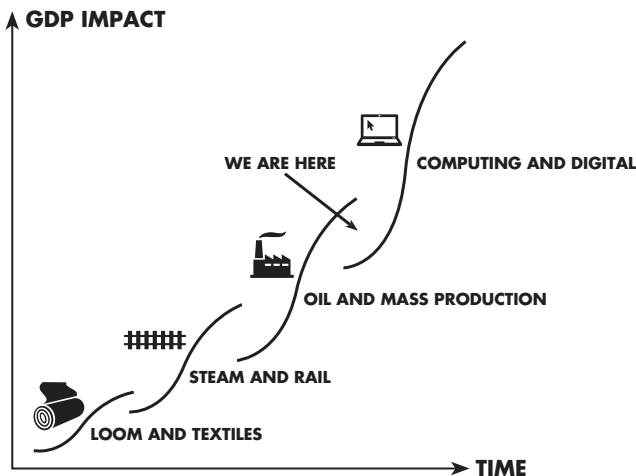 GDP IMPACT
WE ARE HERE
COMPUTING AND DIGITAL
OIL AND MASS PRODUCTION
STEAM AND RAIL
LOOM AND TEXTILES
TIME